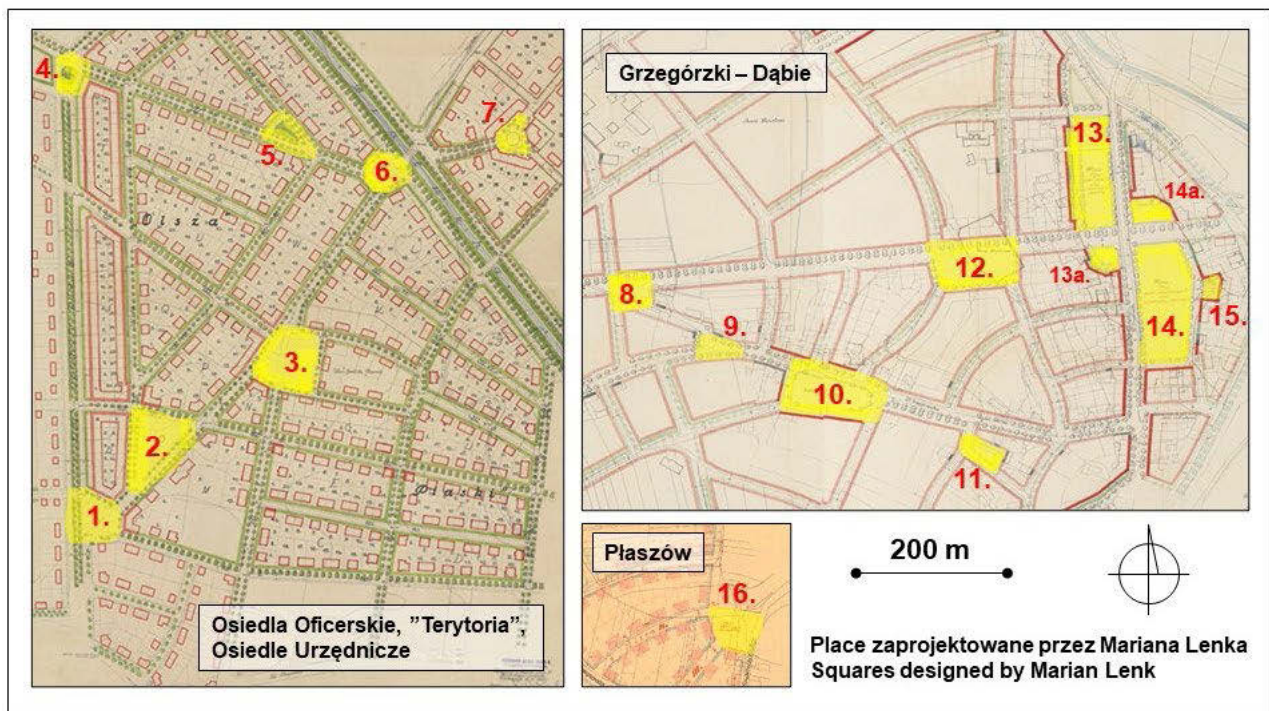 4.
5.
7.
6.
Olsza
3.
2.
1.
Olaski
Osiedla Oficerskie, ”Terytoria”,
Osiedle Urzędnicze
Grzegórzki – Dąbie
13.
14a.
8.
12.
13a.
9.
14.
15.
10.
11.
Płaszów
16.
200 m
Place zaprojektowane przez Mariana Lenka
Squares designed by Marian Lenk